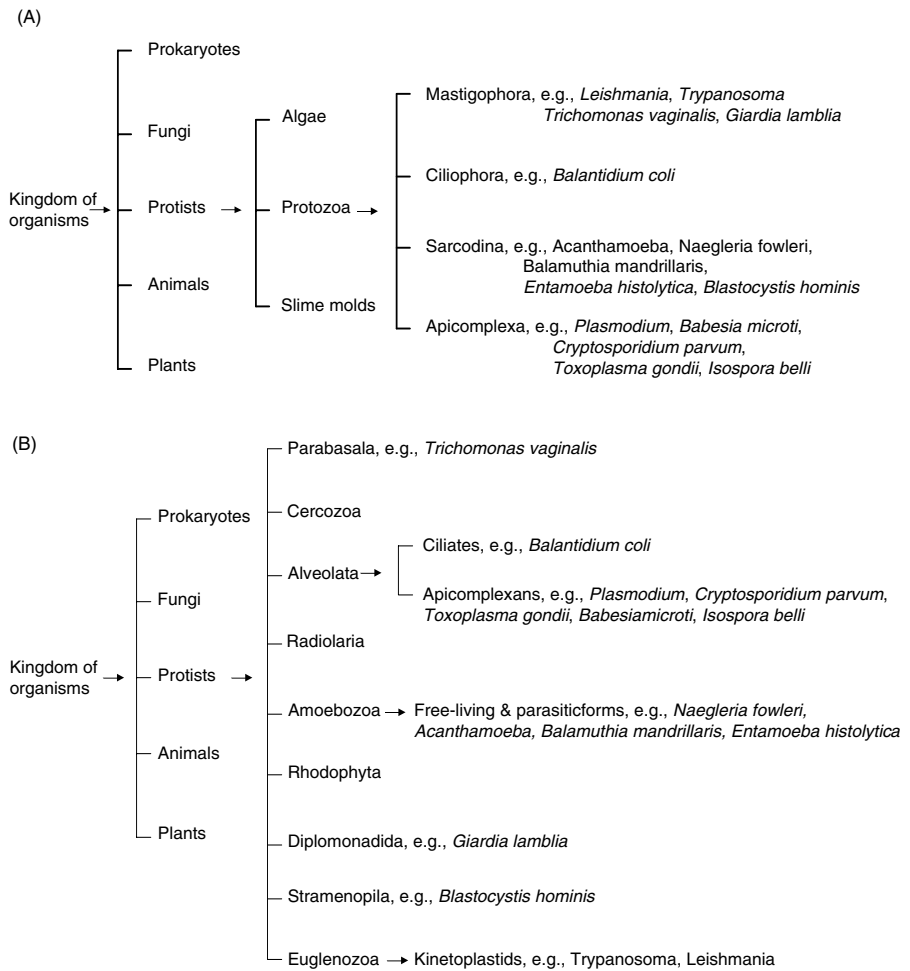 (A)
Prokaryotes
Fungi
Kingdom of
organisms
Protists
Animals
Plants
Algae
Protozoa
Slime molds
Mastigophora, e.g., Leishmania, Trypanosoma
Trichomonas vaginalis, Giardia lamblia
Ciliophora, e.g., Balantidium coli
Sarcodina, e.g., Acanthamoeba, Naegleria fowleri,
Balamuthia mandrillaris,
Entamoeba histolytica, Blastocystis hominis
Apicomplexa, e.g., Plasmodium, Babesia microti,
Cryptosporidium parvum,
Toxoplasma gondii, Isospora belli
(B)
Kingdom of
organisms
Prokaryotes
Fungi
Protists
Animals
Plants
Parabasala, e.g., Trichomonas vaginalis
Cercozoa
Alveolata
Ciliates, e.g., Balantidium coli
Apicomplexans, e.g., Plasmodium, Cryptosporidium parvum,
Toxoplasma gondii, Babesiamicroti, Isospora belli
Radiolaria
Amoebozoa
Free-living & parasiticforms, e.g., Naegleria fowleri,
Acanthamoeba, Balamuthia mandrillaris, Entamoeba histolytica
Rhodophyta
Diplomonadida, e.g., Giardia lamblia
Stramenopila, e.g., Blastocystis hominis
Euglenozoa
Kinetoplastids, e.g., Trypanosoma, Leishmania